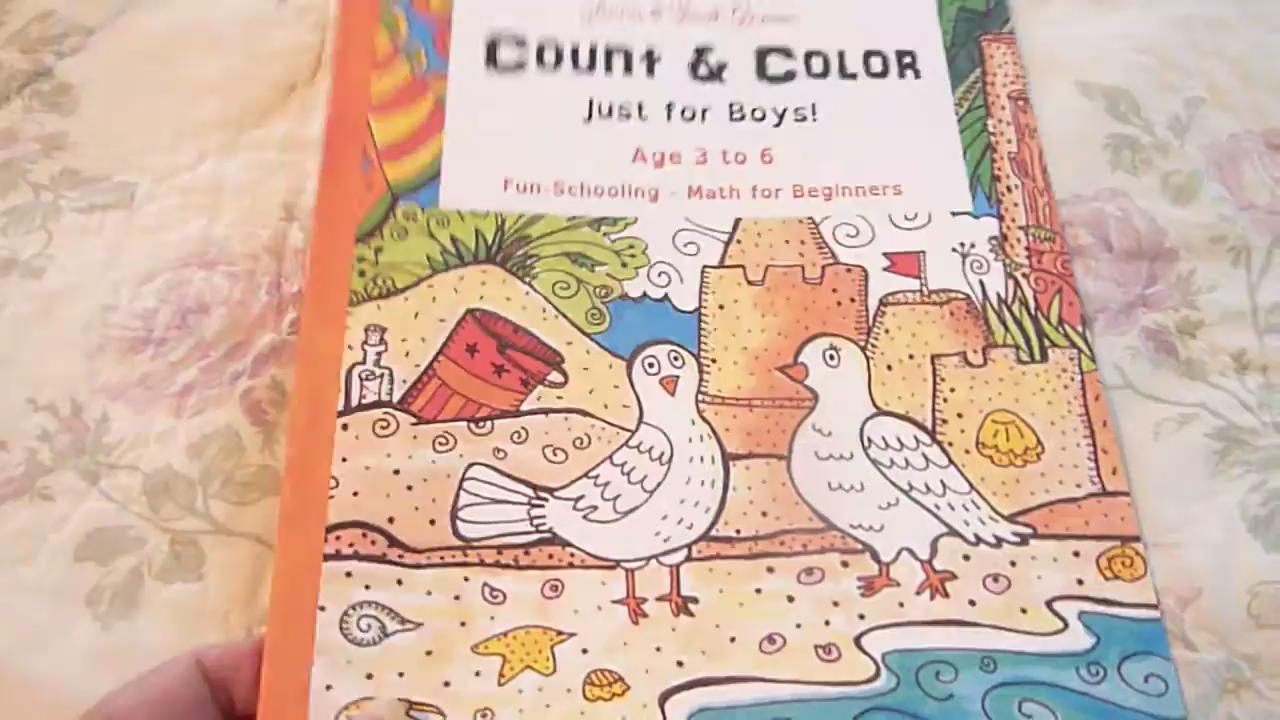 Count & Color
Just for Boys!
Age 3 to 6
Fun-Schooling - Math for Beginners